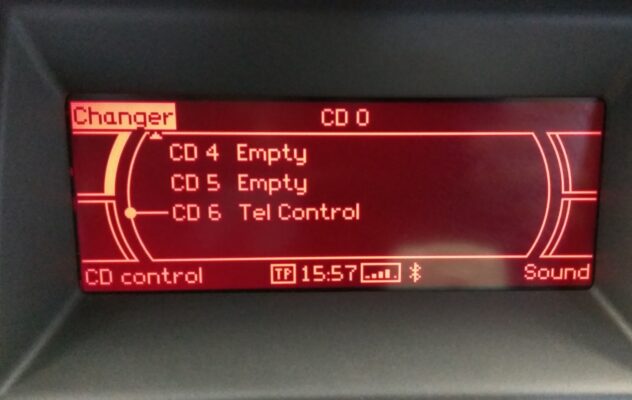 Changer CD 0
CD 4 Empty
CD 5 Empty
CD 6 Tel Control
CD control TP 15:57 Sound